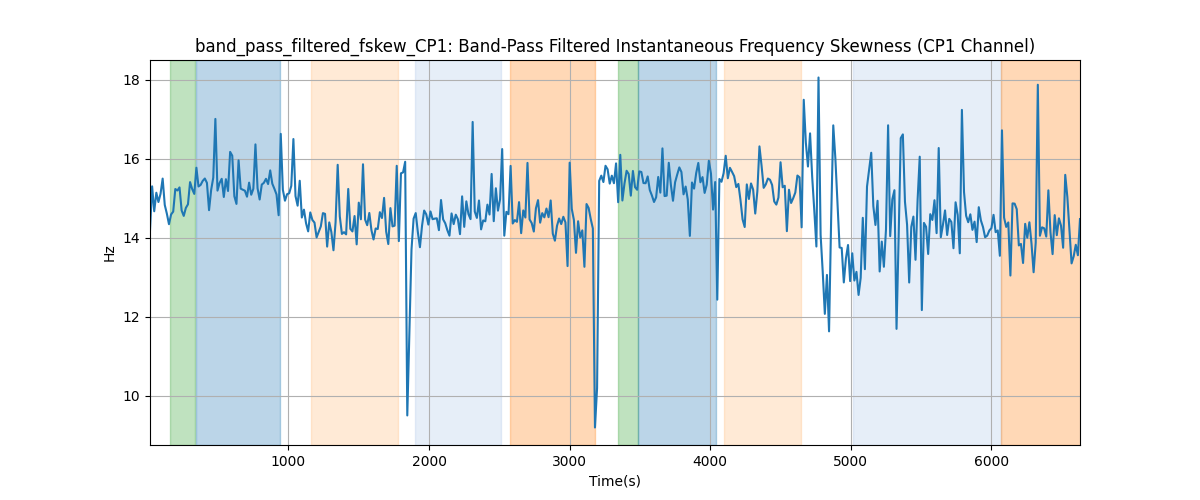 band_pass_filtered_fskew_CP1: Band-Pass Filtered Instantaneous Frequency Skewness (CP1 Channel)
18
16
14
12
10
Hz
1000 2000 3000 4000 5000 6000
Time(s)